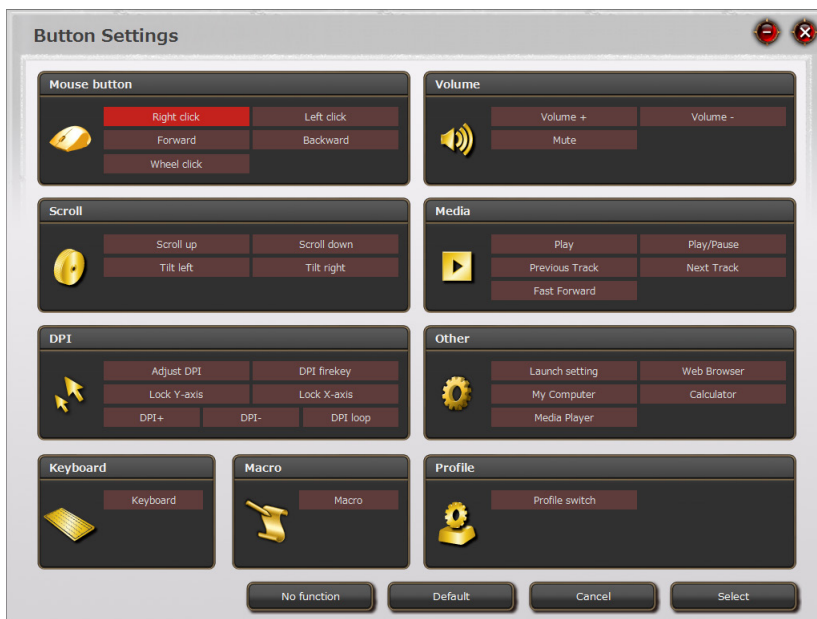 Button Settings
Mouse button
Right click
Left click
Forward
Backward
Wheel click
Volume
Volume +
Volume -
Mute
Scroll
Scroll up
Scroll down
Tilt left
Tilt right
Media
Play
Play/Pause
Previous Track
Next Track
Fast Forward
DPI
Adjust DPI
DPI firekey
Lock Y-axis
Lock X-axis
DPI+
DPI-
DPI loop
Other
Launch setting
Web Browser
My Computer
Calculator
Media Player
Keyboard
Keyboard
Macro
Macro
Profile
Profile switch
No function
Default
Cancel
Select